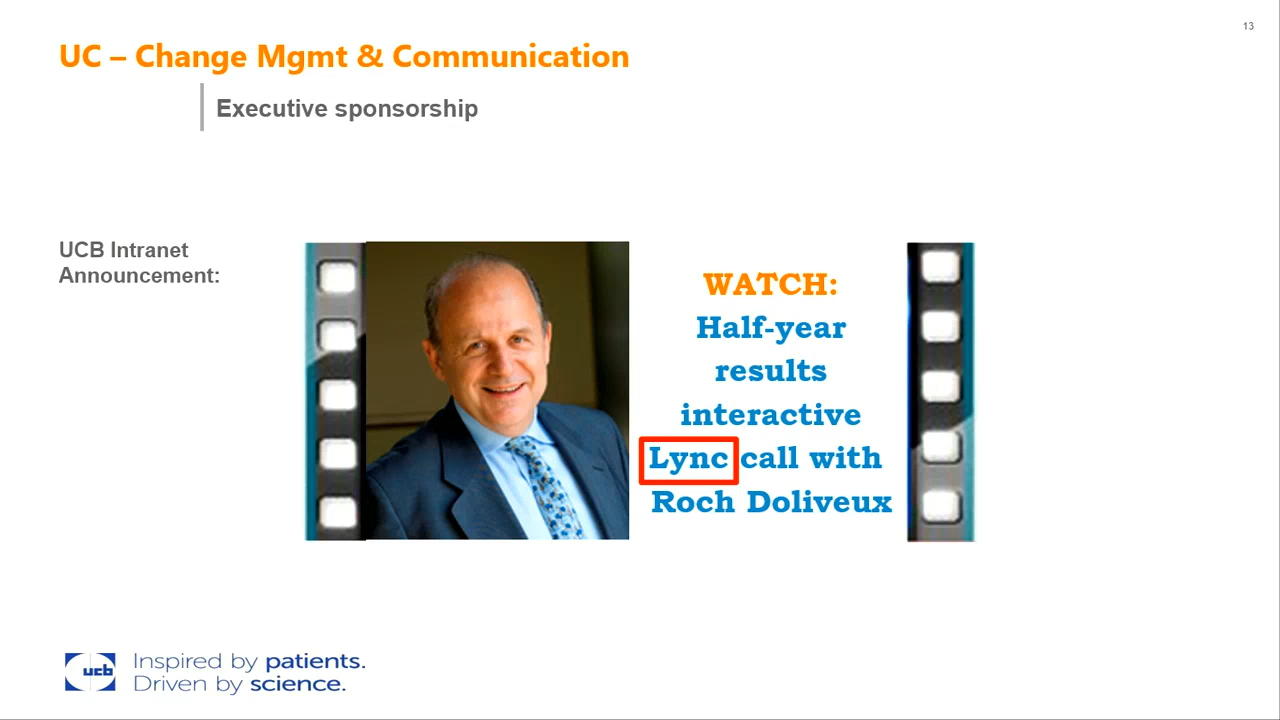 13
UC – Change Mgmt & Communication
Executive sponsorship
UCB Intranet
Announcement:
WATCH:
Half-year
results
interactive
Lync call with
Roch Doliveux
ucb
Inspired by patients.
Driven by science.